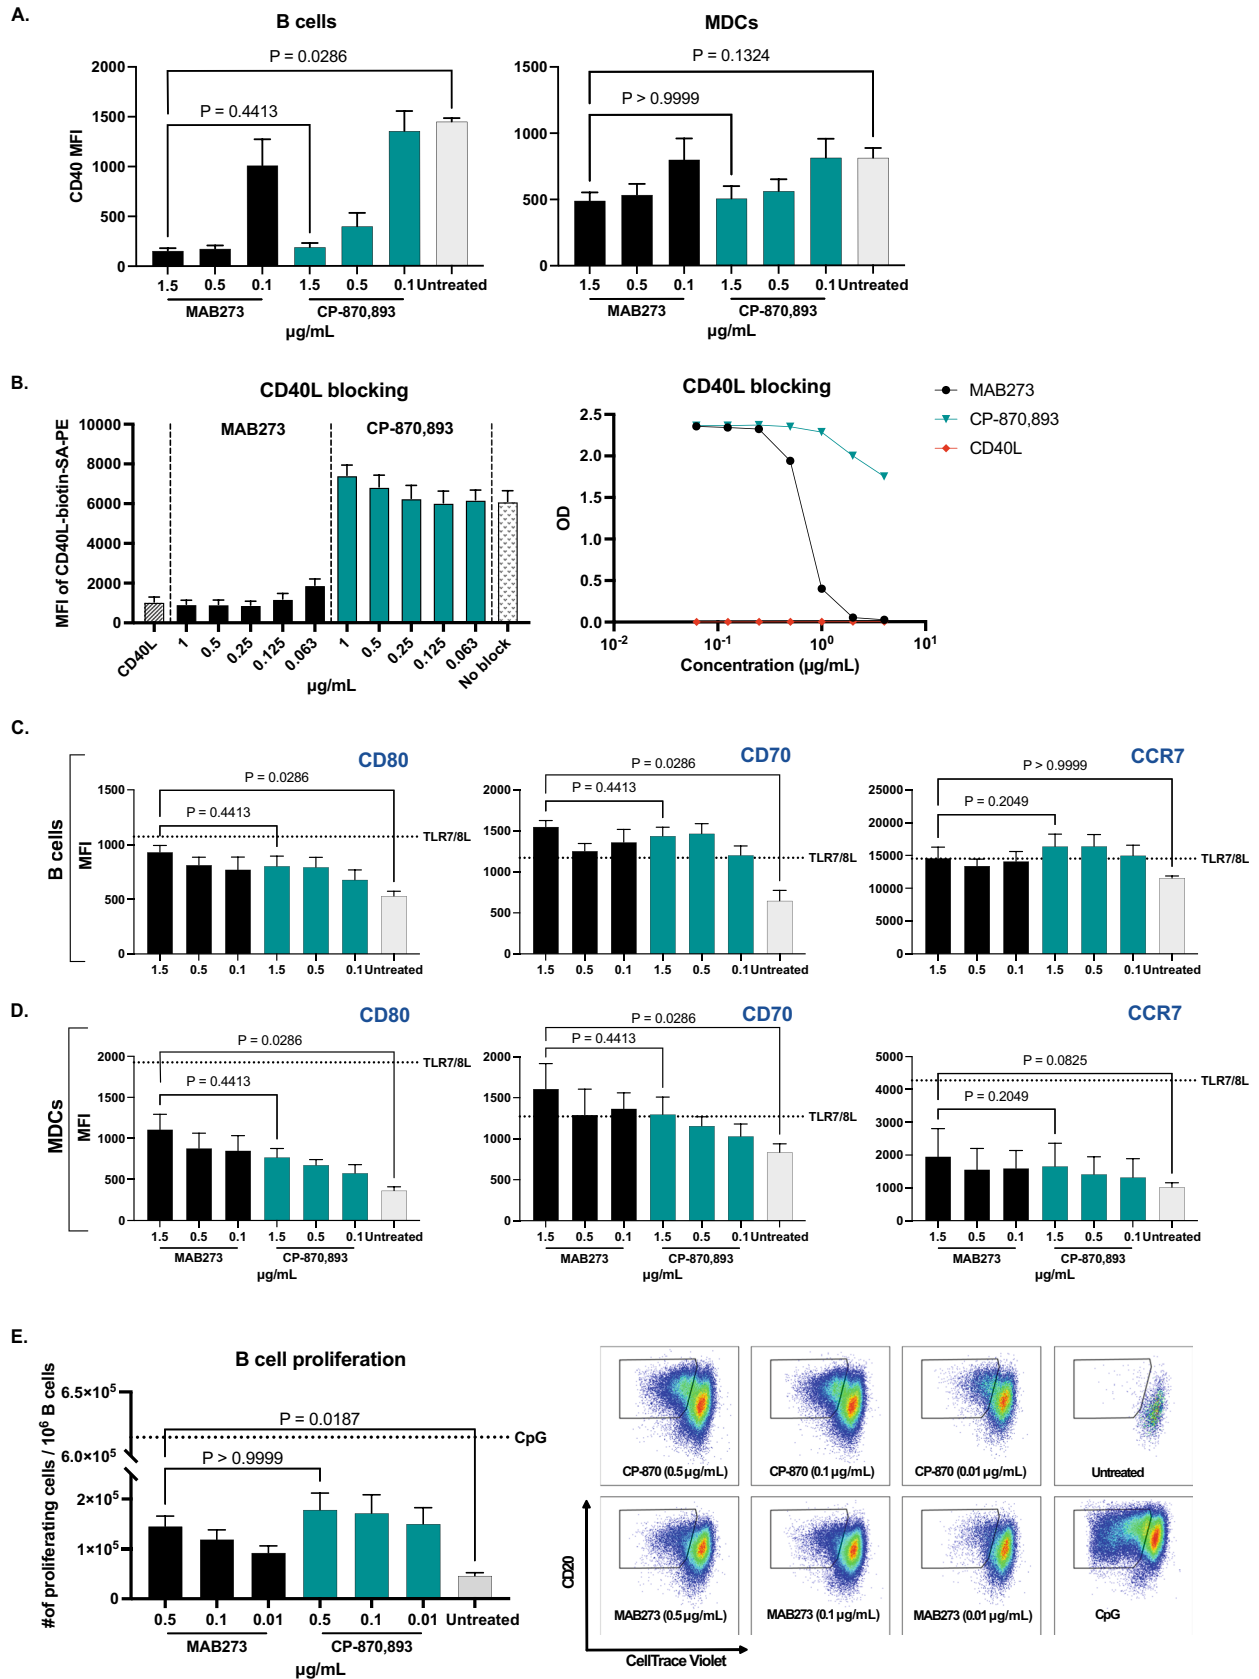 A.
B cells
MDCs
P = 0.0286
P = 0.4413
CD40 MFI
2000
1500
1000
500
0
1.5 0.5 0.1 1.5 0.5 0.1 Untreated
MAB273 CP-870,893
µg/mL
P = 0.1324
P > 0.9999
1500
1000
500
0
1.5 0.5 0.1 1.5 0.5 0.1 Untreated
MAB273 CP-870,893
µg/mL
B.
CD40L blocking
MAB273 CP-870,893
MFI of CD40L-biotin-SA-PE
10000
8000
6000
4000
2000
0
CD40L 1 0.5 0.25 0.125 0.063 1 0.5 0.25 0.125 0.063 No block
µg/mL
CD40L blocking
OD
2.5
2.0
1.5
1.0
0.5
0.0
10-2 10-1 100 101
Concentration (µg/mL)
MAB273
CP-870,893
CD40L
C.
B cells
MFI
CD80
P = 0.0286
P = 0.4413
TLR7/8L
1500
1000
500
0
1.5 0.5 0.1 1.5 0.5 0.1 Untreated
CD70
P = 0.0286
P = 0.4413
TLR7/8L
2000
1500
1000
500
0
1.5 0.5 0.1 1.5 0.5 0.1 Untreated
CCR7
P > 0.9999
P = 0.2049
TLR7/8L
25000
20000
15000
10000
5000
0
1.5 0.5 0.1 1.5 0.5 0.1 Untreated
D.
MDCs
MFI
CD80
P = 0.0286
P = 0.4413
TLR7/8L
2000
1500
1000
500
0
1.5 0.5 0.1 1.5 0.5 0.1 Untreated
MAB273 CP-870,893
µg/mL
CD70
P = 0.0286
P = 0.4413
TLR7/8L
2000
1500
1000
500
0
1.5 0.5 0.1 1.5 0.5 0.1 Untreated
MAB273 CP-870,893
µg/mL
CCR7
P = 0.0825
P = 0.2049
TLR7/8L
5000
4000
3000
2000
1000
0
1.5 0.5 0.1 1.5 0.5 0.1 Untreated
MAB273 CP-870,893
µg/mL
E.
B cell proliferation
#of proliferating cells / 10⁶ B cells
6.5×10⁵
6.0×10⁵
2×10⁵
1×10⁵
0
P = 0.0187
P > 0.9999
CpG
0.5 0.1 0.01 0.5 0.1 0.01 Untreated
MAB273 CP-870,893
µg/mL
CP-870 (0.5 µg/mL)
CP-870 (0.1 µg/mL)
CP-870 (0.01 µg/mL)
Untreated
MAB273 (0.5 µg/mL)
MAB273 (0.1 µg/mL)
MAB273 (0.01 µg/mL)
CpG
CD20
CellTrace Violet